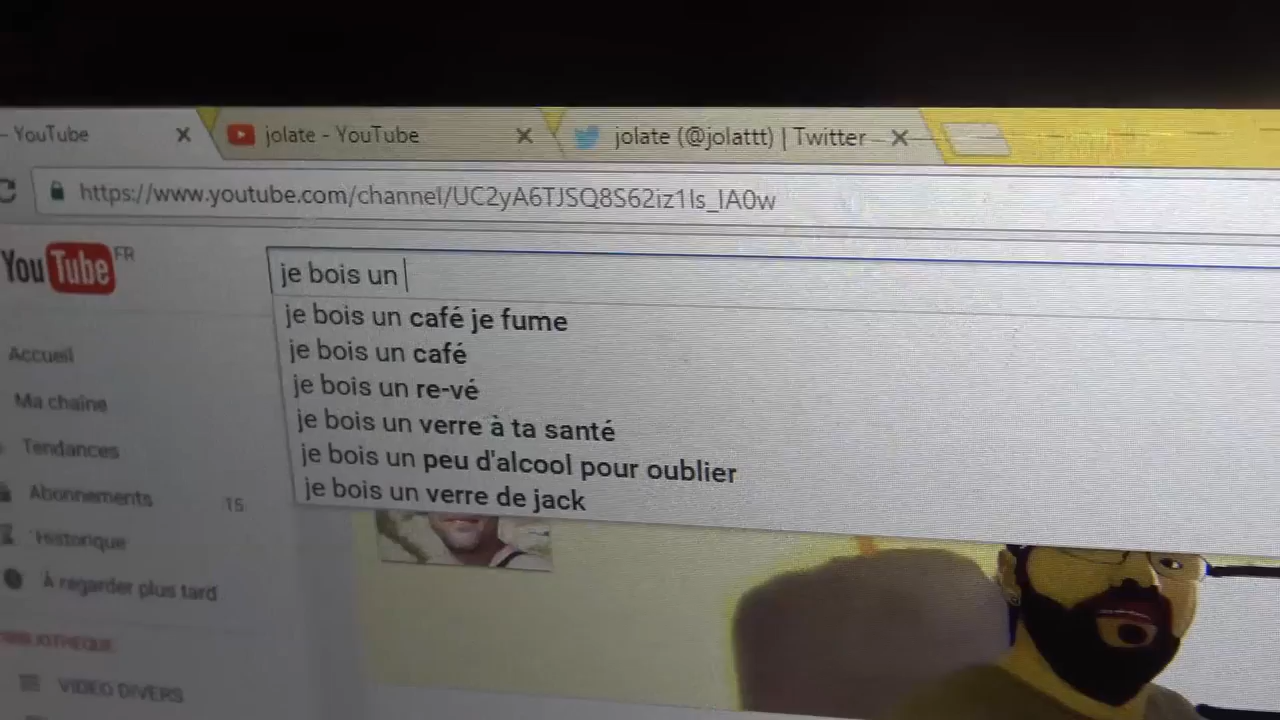 - YouTube
jolate - YouTube
jolate (@jolattt) | Twitter
https://www.youtube.com/channel/UC2yA6TJSQ8S62iz1ls_IA0w
YouTube FR
je bois un
je bois un café je fume
je bois un café
je bois un re-vé
je bois un verre à ta santé
je bois un peu d'alcool pour oublier
je bois un verre de jack
Accueil
Ma chaîne
Tendances
Abonnements 15
Historique
À regarder plus tard
BIBLIOTHÈQUE
VIDEO DIVERS